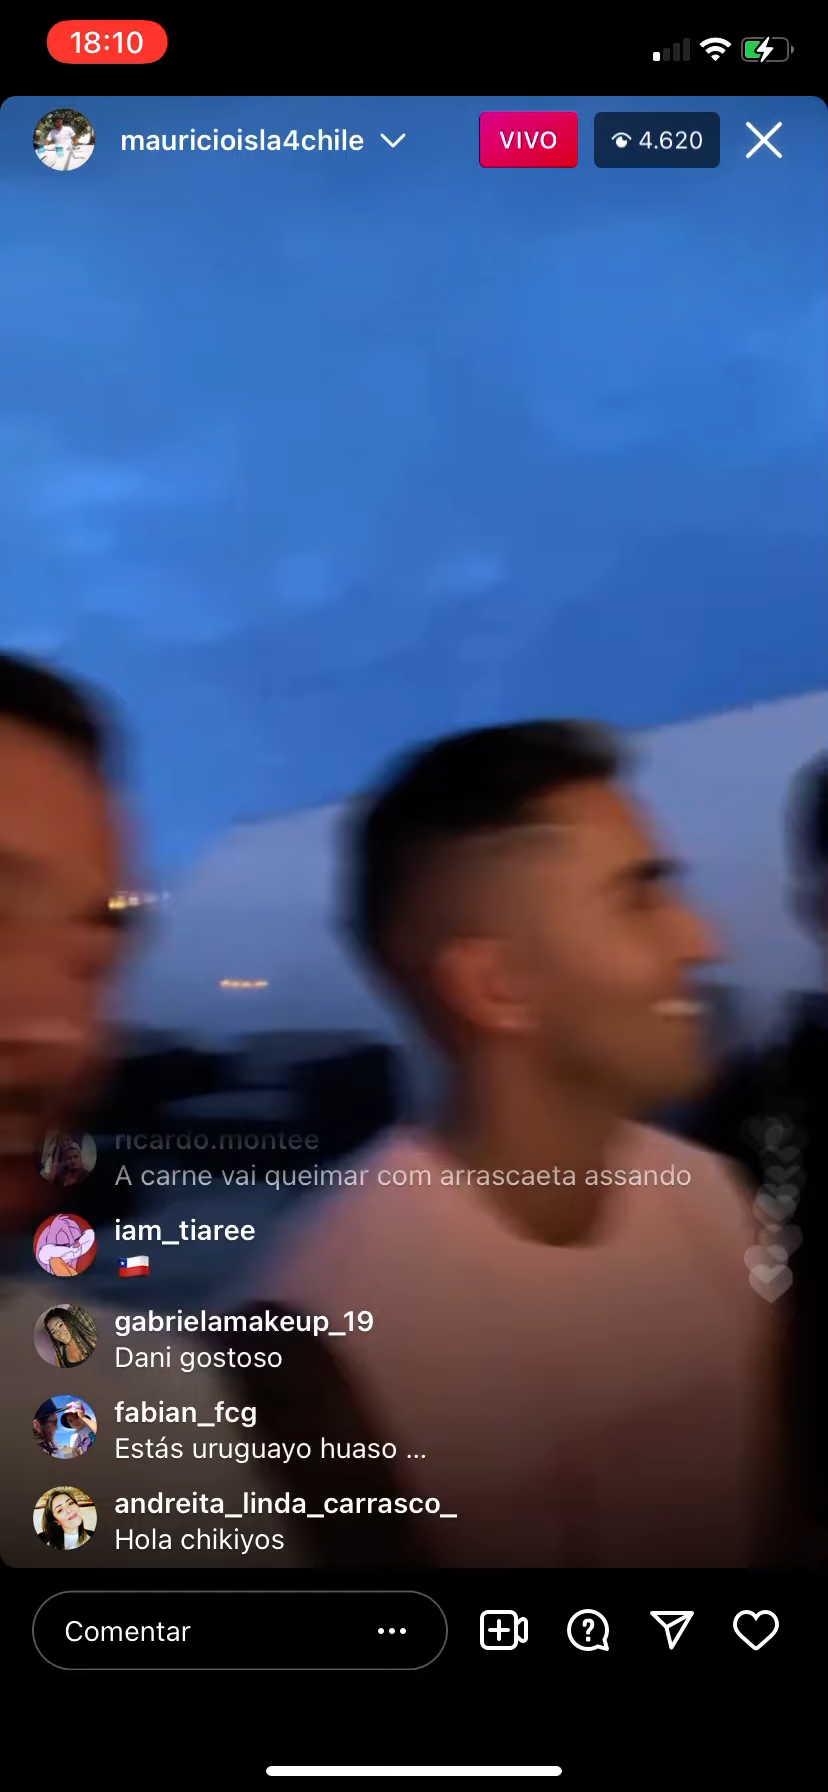 18:10
mauricioisla4chile
VIVO
4.620
ricardo.montee
A carne vai queimar com arrascaeta assando
iam_tiaree
🇨🇱
gabrielamakeup_19
Dani gostoso
fabian_fcg
Estás uruguayo huaso ...
andreita_linda_carrasco_
Hola chikiyos
Comentar